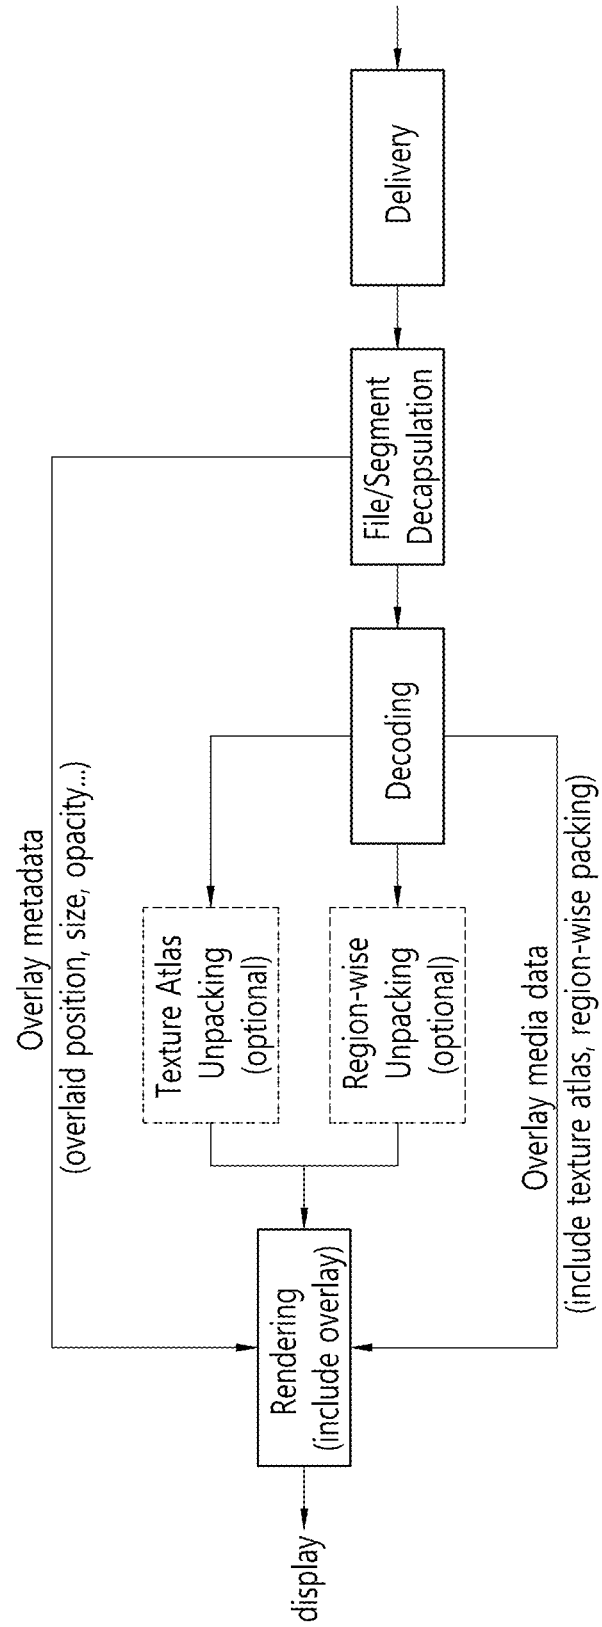 Delivery
File/Segment
Decapsulation
Overlay metadata
(overlaid position, size, opacity...)
Decoding
Texture Atlas
Unpacking
(optional)
Region-wise
Unpacking
(optional)
Overlay media data
(include texture atlas, region-wise packing)
Rendering
(include overlay)
display